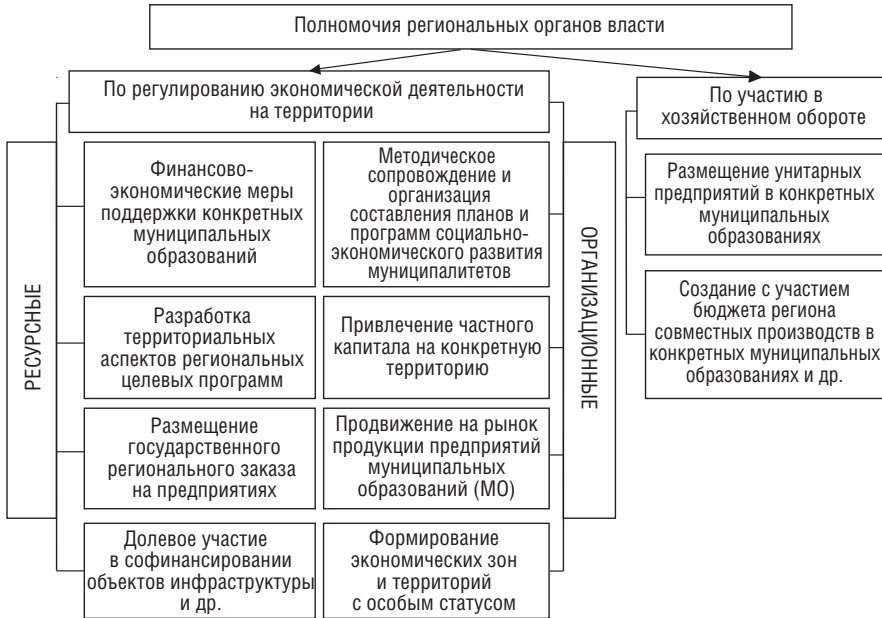 Полномочия региональных органов власти
По регулированию экономической деятельности
на территории
По участию в
хозяйственном обороте
РЕСУРСНЫЕ
Финансово-
экономические меры
поддержки конкретных
муниципальных
образований
Разработка
территориальных
аспектов региональных
целевых программ
Размещение
государственного
регионального заказа
на предприятиях
Долевое участие
в софинансировании
объектов инфраструктуры
и др.
Методическое
сопровождение и
организация
составления планов и
программ социально-
экономического развития
муниципалитетов
Привлечение частного
капитала на конкретную
территорию
Продвижение на рынок
продукции предприятий
муниципальных
образований (МО)
Формирование
экономических зон
и территорий
с особым статусом
ОРГАНИЗАЦИОННЫЕ
Размещение унитарных
предприятий в конкретных
муниципальных
образованиях
Создание с участием
бюджета региона
совместных производств в
конкретных муниципальных
образованиях и др.